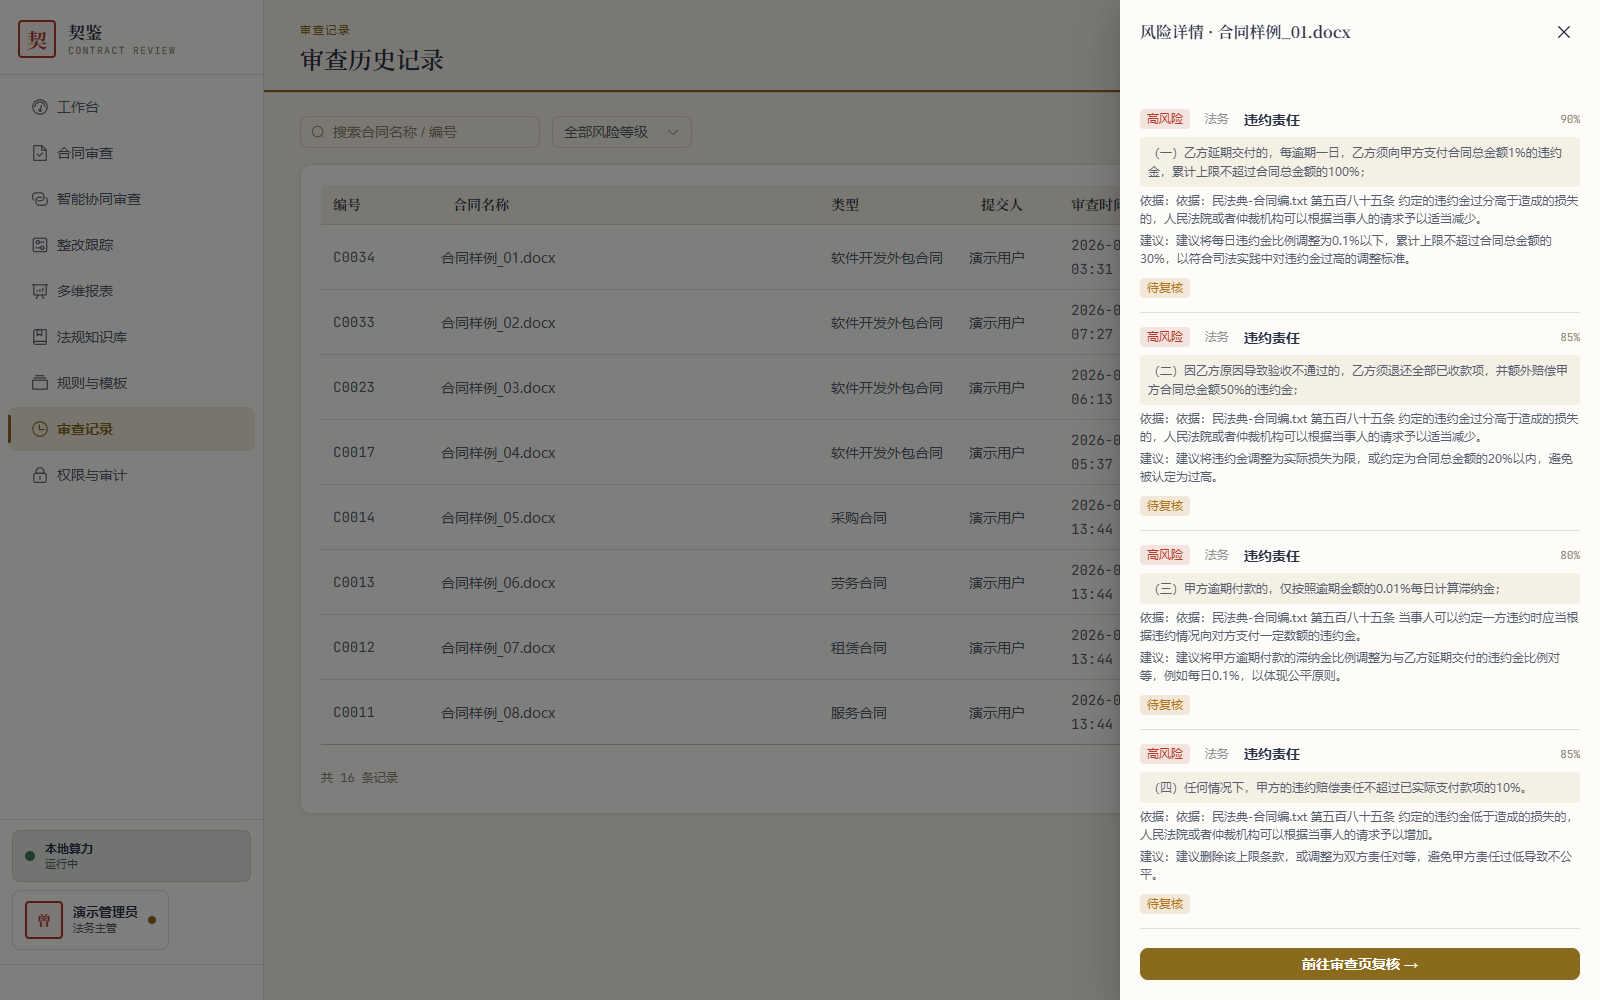 契
契鉴
CONTRACT REVIEW
工作台
合同审查
智能协同审查
整改跟踪
多维报表
法规知识库
规则与模板
审查记录
权限与审计
本地算力
运行中
曾
演示管理员
法务主管
审查记录
审查历史记录
搜索合同名称 / 编号
全部风险等级
编号 合同名称 类型 提交人 审查时间
C0034 合同样例_01.docx 软件开发外包合同 演示用户 2026-0
03:31
C0033 合同样例_02.docx 软件开发外包合同 演示用户 2026-0
07:27
C0023 合同样例_03.docx 软件开发外包合同 演示用户 2026-0
06:13
C0017 合同样例_04.docx 软件开发外包合同 演示用户 2026-0
05:37
C0014 合同样例_05.docx 采购合同 演示用户 2026-0
13:44
C0013 合同样例_06.docx 劳务合同 演示用户 2026-0
13:44
C0012 合同样例_07.docx 租赁合同 演示用户 2026-0
13:44
C0011 合同样例_08.docx 服务合同 演示用户 2026-0
13:44
共 16 条记录
风险详情 · 合同样例_01.docx
高风险 法务 违约责任 90%
（一）乙方延期交付的，每逾期一日，乙方须向甲方支付合同总金额1%的违约
金，累计上限不超过合同总金额的100%；
依据：依据：民法典-合同编.txt 第五百八十五条 约定的违约金过分高于造成的损失
的，人民法院或者仲裁机构可以根据当事人的请求予以适当减少。
建议：建议将每日违约金比例调整为0.1%以下，累计上限不超过合同总金额的
30%，以符合司法实践中对违约金过高的调整标准。
待复核
高风险 法务 违约责任 85%
（二）因乙方原因导致验收不通过的，乙方须退还全部已收款项，并额外赔偿甲
方合同总金额50%的违约金；
依据：依据：民法典-合同编.txt 第五百八十五条 约定的违约金过分高于造成的损失
的，人民法院或者仲裁机构可以根据当事人的请求予以适当减少。
建议：建议将违约金调整为实际损失为限，或约定为合同总金额的20%以内，避免
被认定为过高。
待复核
高风险 法务 违约责任 80%
（三）甲方逾期付款的，仅按照逾期金额的0.01%每日计算滞纳金；
依据：依据：民法典-合同编.txt 第五百八十五条 当事人可以约定一方违约时应当根
据违约情况向对方支付一定数额的违约金。
建议：建议将甲方逾期付款的滞纳金比例调整为与乙方延期交付的违约金比例对
等，例如每日0.1%，以体现公平原则。
待复核
高风险 法务 违约责任 85%
（四）任何情况下，甲方的违约赔偿责任不超过已实际支付款项的10%。
依据：依据：民法典-合同编.txt 第五百八十五条 约定的违约金低于造成的损失的，
人民法院或者仲裁机构可以根据当事人的请求予以增加。
建议：建议删除该上限条款，或调整为双方责任对等，避免甲方责任过低导致不公
平。
待复核
前往审查页复核 →